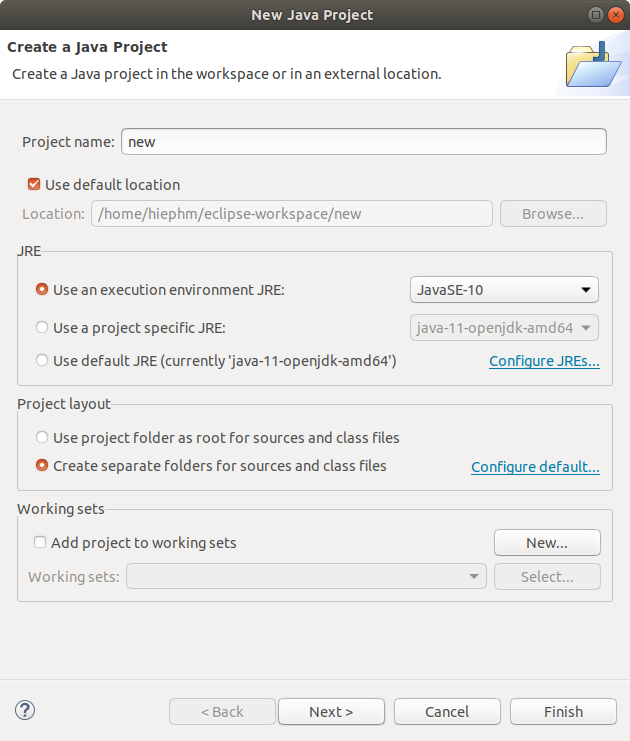 New Java Project
Create a Java Project
Create a Java project in the workspace or in an external location.
Project name: new
Use default location
Location: /home/hiephm/eclipse-workspace/new Browse...
JRE
Use an execution environment JRE: JavaSE-10
Use a project specific JRE: java-11-openjdk-amd64
Use default JRE (currently 'java-11-openjdk-amd64') Configure JREs...
Project layout
Use project folder as root for sources and class files
Create separate folders for sources and class files Configure default...
Working sets
Add project to working sets New...
Working sets: Select...
? < Back Next > Cancel Finish